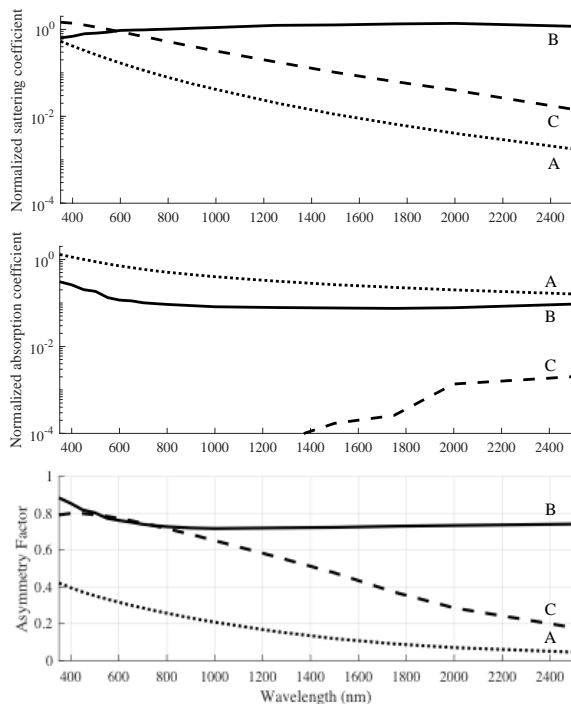 Normalized sattering coefficient
10^0
10^-2
10^-4
B
C
A
400 600 800 1000 1200 1400 1600 1800 2000 2200 2400
Normalized absorption coefficient
10^0
10^-2
10^-4
A
B
C
400 600 800 1000 1200 1400 1600 1800 2000 2200 2400
Asymmetry Factor
1
0.8
0.6
0.4
0.2
0
B
C
A
400 600 800 1000 1200 1400 1600 1800 2000 2200 2400
Wavelength (nm)